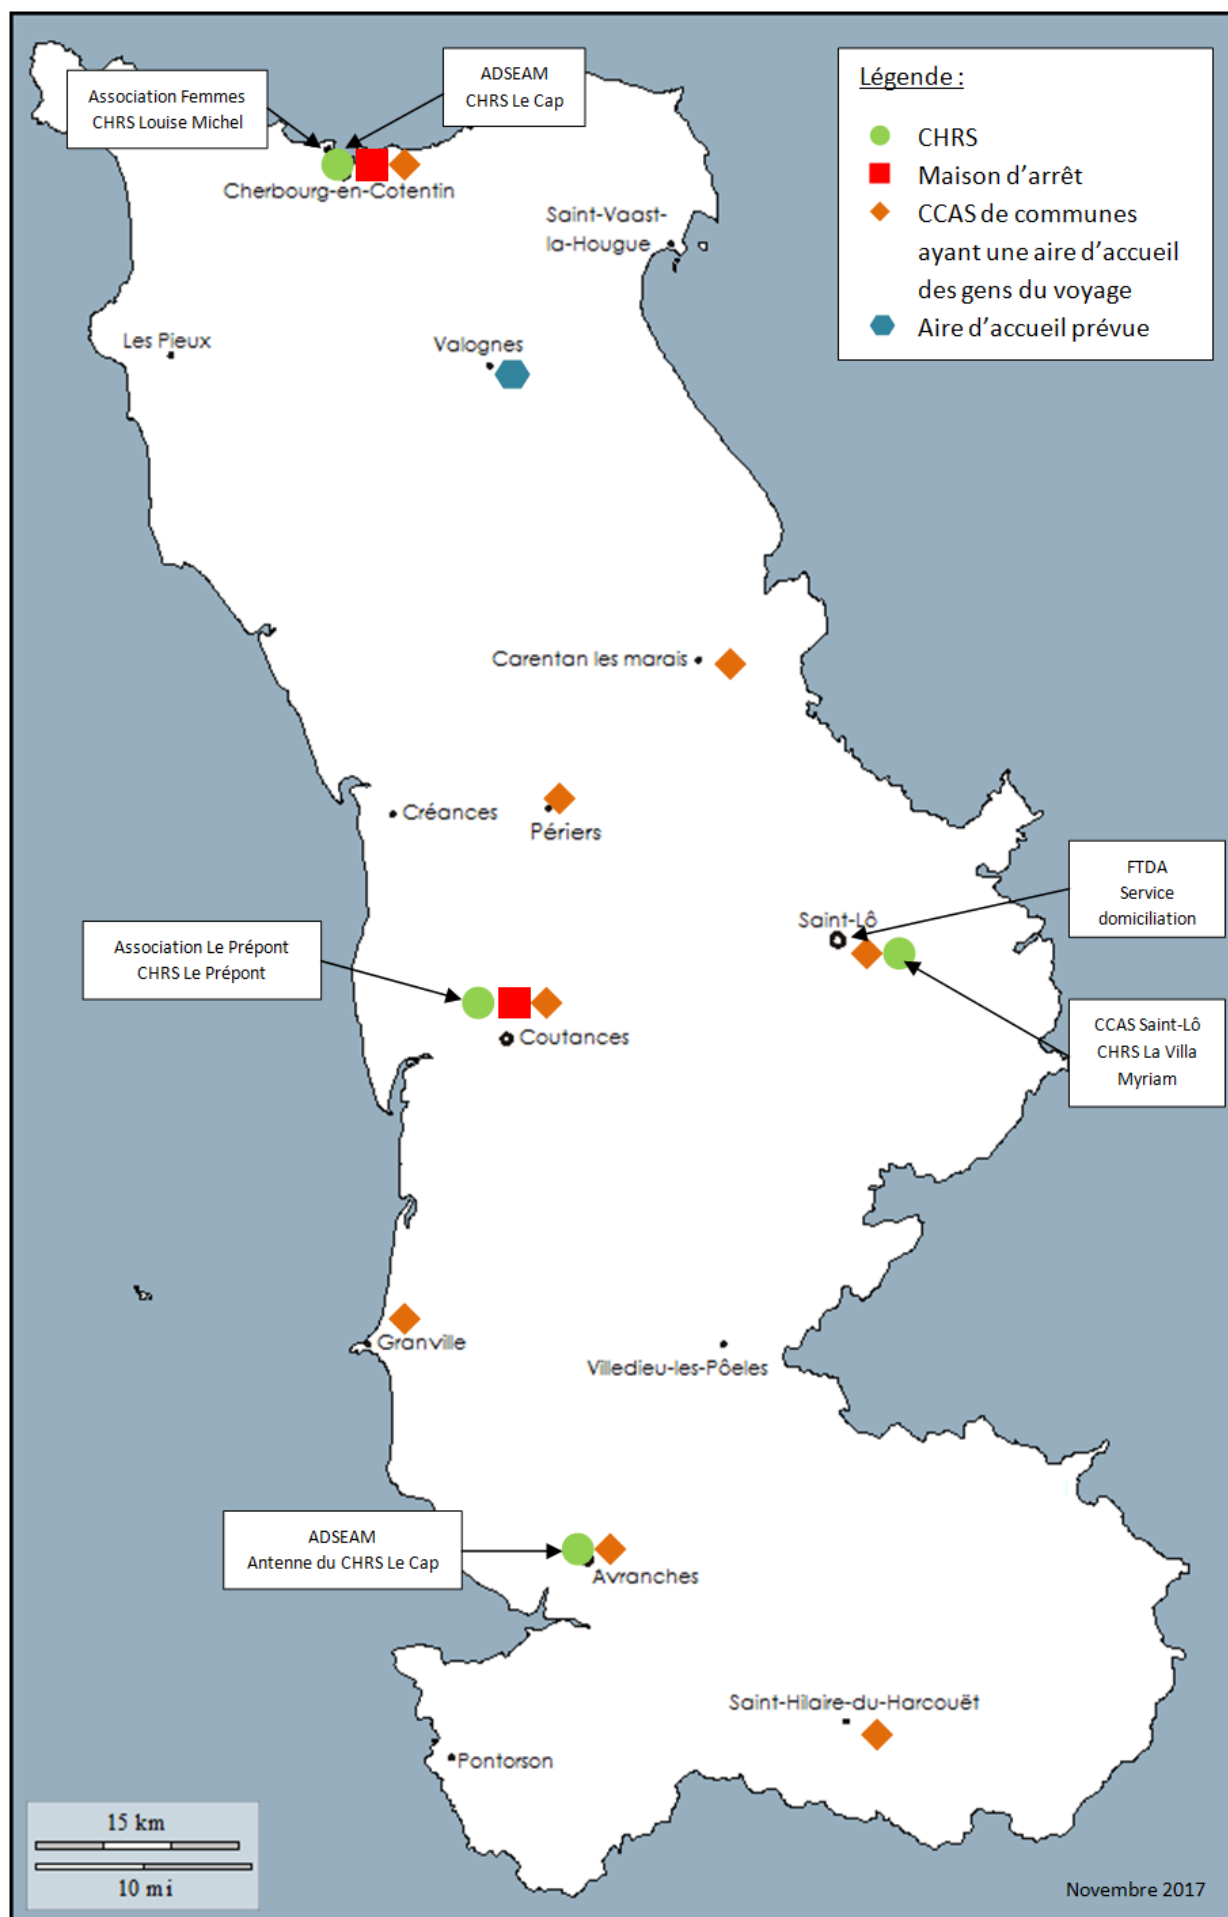 Association Femmes
CHRS Louise Michel
ADSEAM
CHRS Le Cap
Légende :
CHRS
Maison d'arrêt
CCAS de communes
ayant une aire d'accueil
des gens du voyage
Aire d'accueil prévue
Cherbourg-en-Cotentin
Saint-Vaast-
la-Hougue
Les Pieux
Valognes
Carentan les marais
Créances
Périers
FTDA
Service
domiciliation
Saint-Lô
Association Le Prépont
CHRS Le Prépont
Coutances
CCAS Saint-Lô
CHRS La Villa
Myriam
Granville
Villedieu-les-Pôeles
ADSEAM
Antenne du CHRS Le Cap
Avranches
Saint-Hilaire-du-Harcouët
Pontorson
15 km
10 mi
Novembre 2017